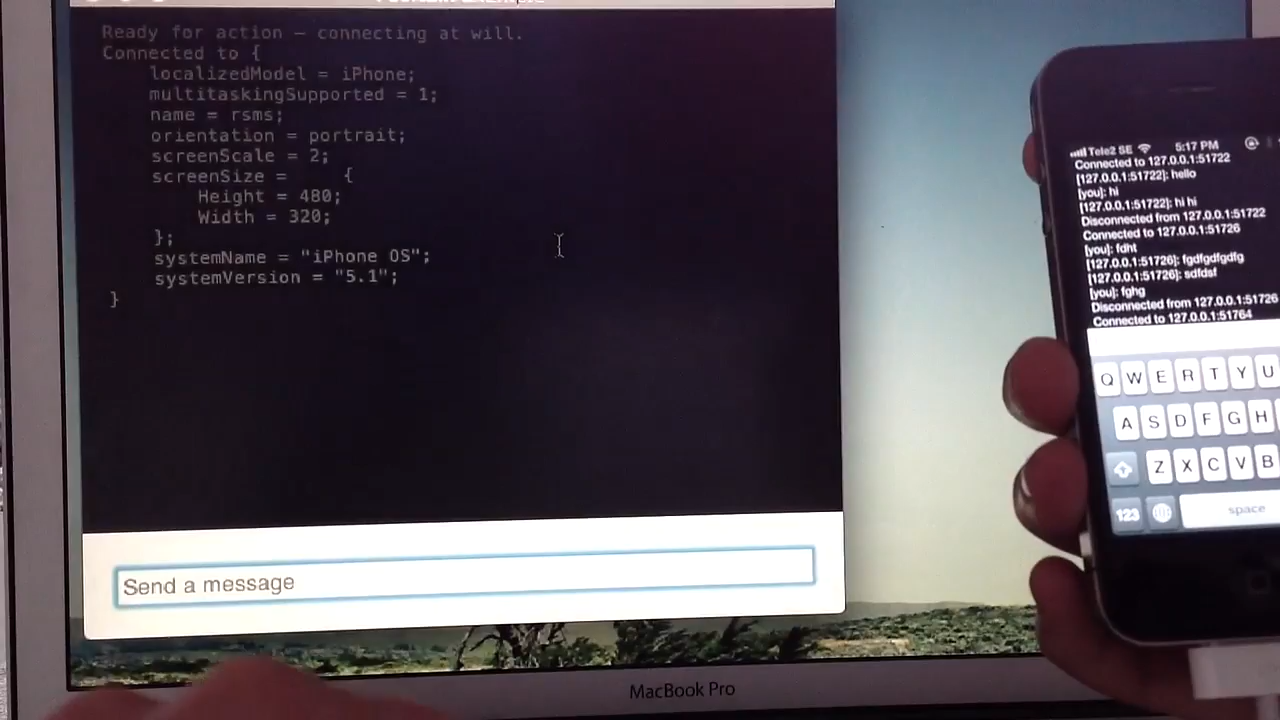 Ready for action — connecting at will.
Connected to {
localizedModel = iPhone;
multitaskingSupported = 1;
name = rsms;
orientation = portrait;
screenScale = 2;
screenSize = {
Height = 480;
Width = 320;
};
systemName = "iPhone OS";
systemVersion = "5.1";
}
Send a message
MacBook Pro
Tele2 SE 5:17 PM
Connected to 127.0.0.1:51722
[127.0.0.1:51722]: hello
[you]: hi
[127.0.0.1:51722]: hi hi
Disconnected from 127.0.0.1:51722
Connected to 127.0.0.1:51726
[you]: fdht
[127.0.0.1:51726]: fgdfgdfgdfg
[127.0.0.1:51726]: sdfdsf
[you]: fghg
Disconnected from 127.0.0.1:51726
Connected to 127.0.0.1:51764
Q W E R T Y U
A S D F G H
Z X C V B
123 space